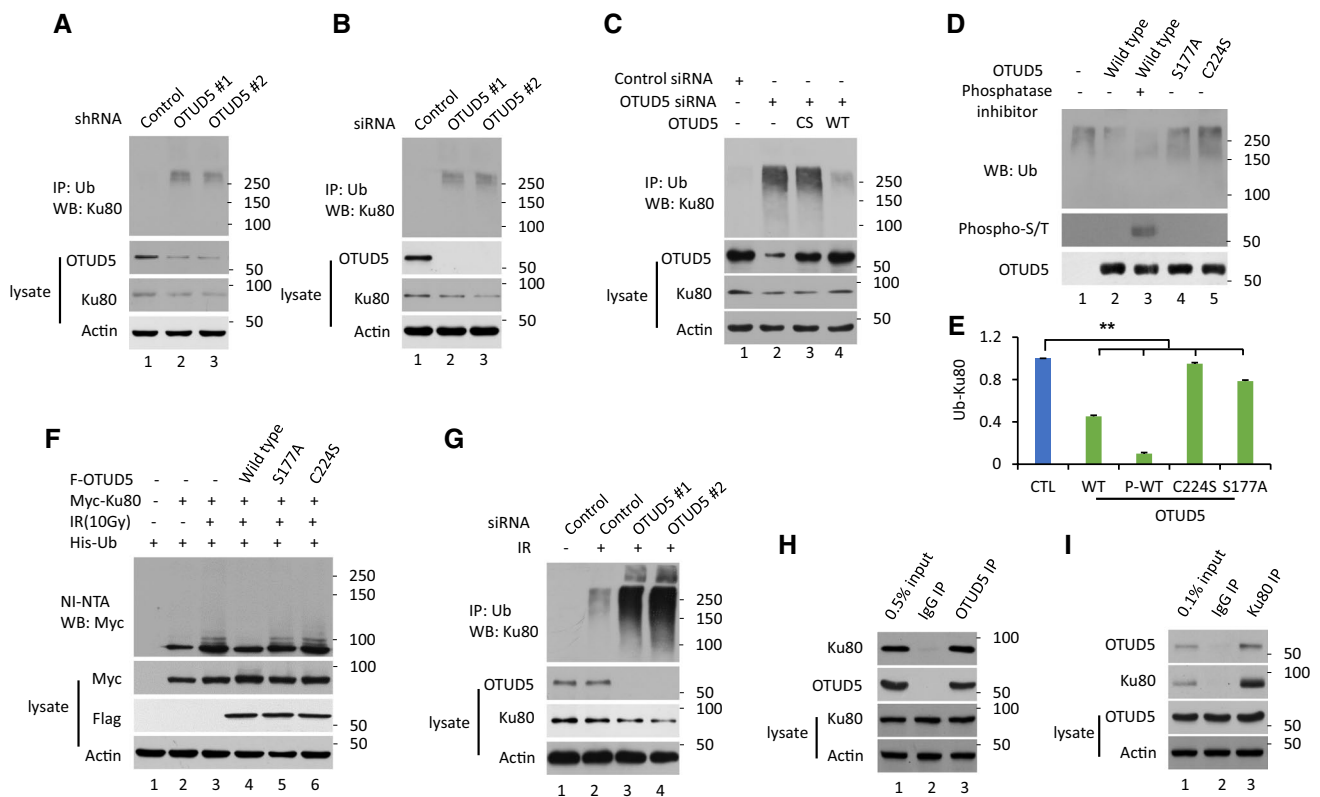 A
shRNA
Control
OTUD5 #1
OTUD5 #2
IP: Ub
WB: Ku80
250
150
100
OTUD5
50
lysate
Ku80
100
Actin
50
1 2 3
B
siRNA
Control
OTUD5 #1
OTUD5 #2
IP: Ub
WB: Ku80
250
150
100
OTUD5
50
lysate
Ku80
100
Actin
50
1 2 3
C
Control siRNA + - - -
OTUD5 siRNA - + + +
OTUD5 - - CS WT
IP: Ub
WB: Ku80
250
150
100
OTUD5
50
lysate
Ku80
100
Actin
50
1 2 3 4
D
OTUD5 - Wild type Wild type S177A C224S
Phosphatase - - + - -
inhibitor
WB: Ub
250
150
100
Phospho-S/T
50
OTUD5
50
1 2 3 4 5
E
Ub-Ku80
1.2
0.8
0.4
0
**
CTL WT P-WT C224S S177A
OTUD5
F
F-OTUD5 - - - Wild type S177A C224S
Myc-Ku80 - + + + + +
IR(10Gy) - - + + + +
His-Ub + + + + + +
NI-NTA
WB: Myc
250
150
100
Myc
100
lysate
Flag
50
Actin
50
1 2 3 4 5 6
G
siRNA Control Control OTUD5 #1 OTUD5 #2
IR - + + +
IP: Ub
WB: Ku80
250
150
100
OTUD5
50
lysate
Ku80
100
Actin
50
1 2 3 4
H
0.5% input
IgG IP
OTUD5 IP
Ku80
100
OTUD5
50
Ku80
100
lysate
Actin
50
1 2 3
I
0.1% input
IgG IP
Ku80 IP
OTUD5
50
Ku80
100
OTUD5
50
lysate
Actin
50
1 2 3